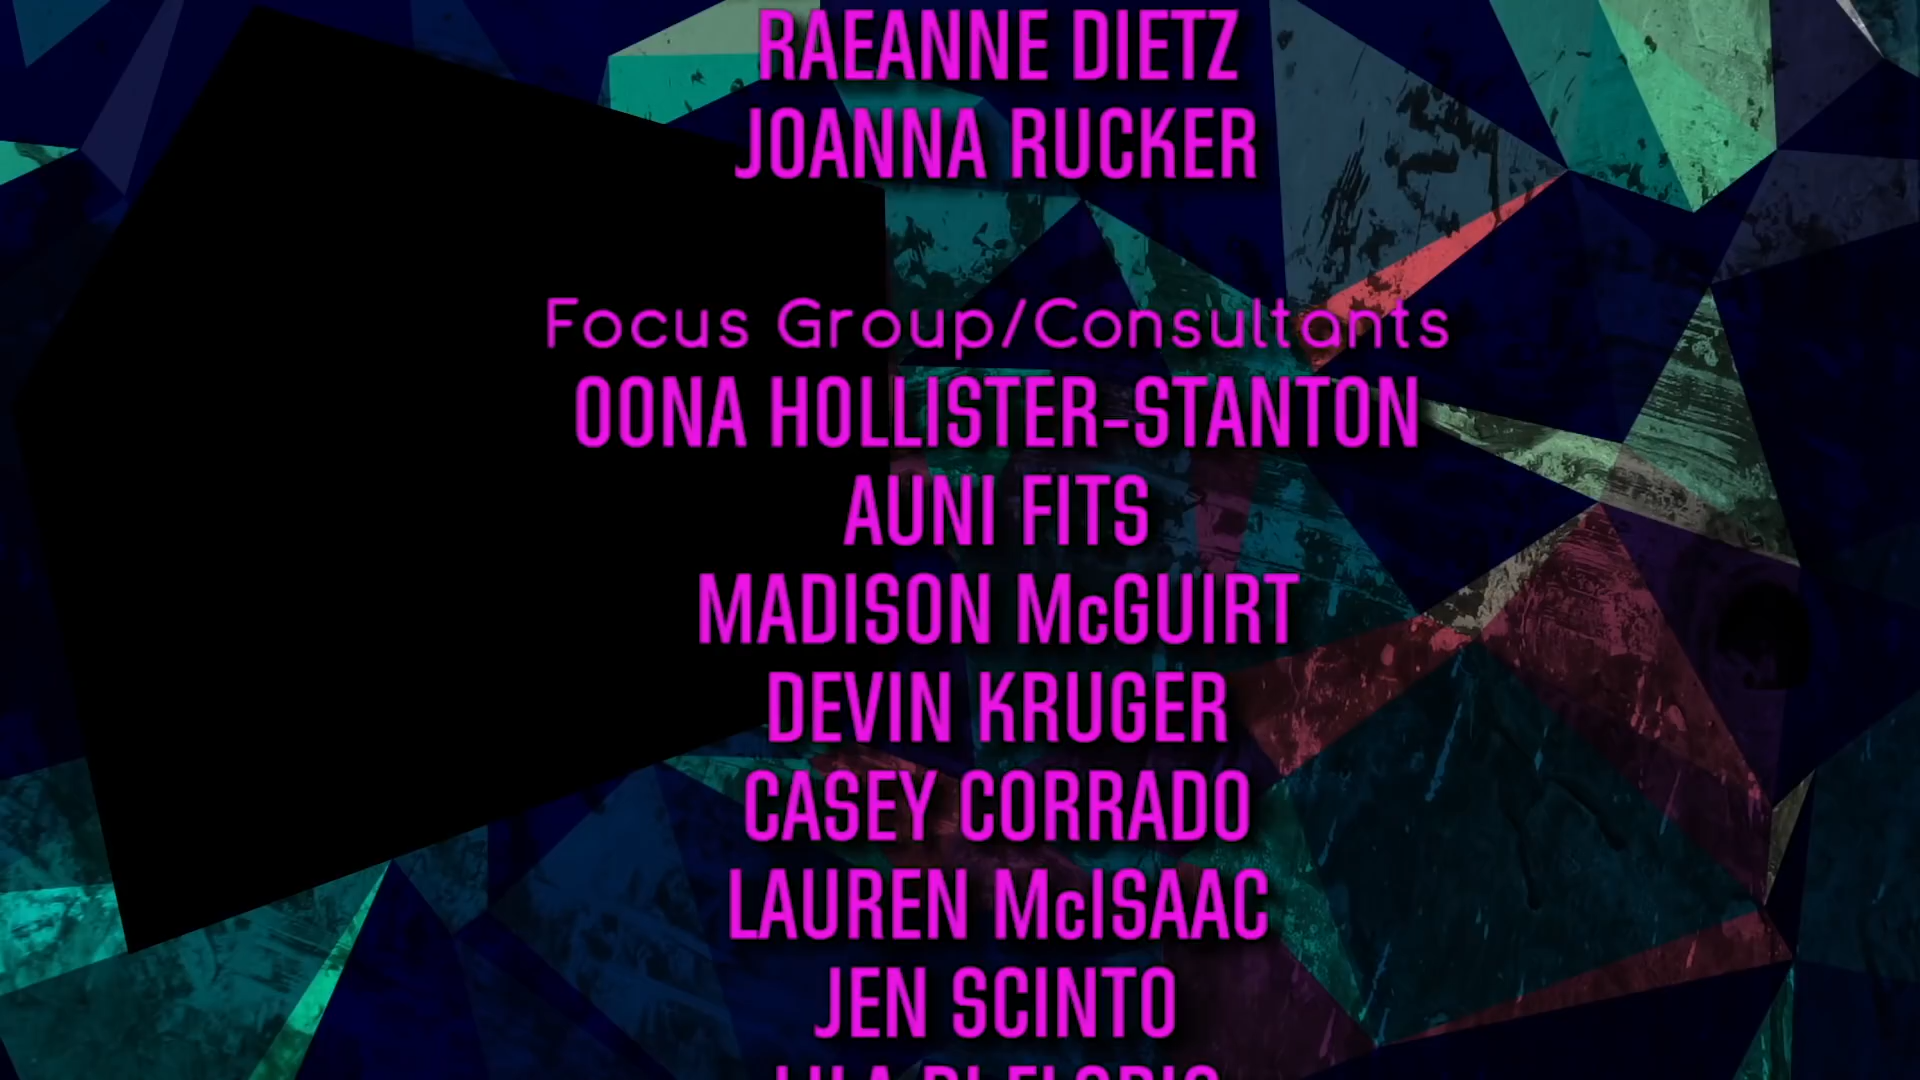 RAEANNE DIETZ
JOANNA RUCKER
Focus Group/Consultants
OONA HOLLISTER-STANTON
AUNI FITS
MADISON McGUIRT
DEVIN KRUGER
CASEY CORRADO
LAUREN McISAAC
JEN SCINTO